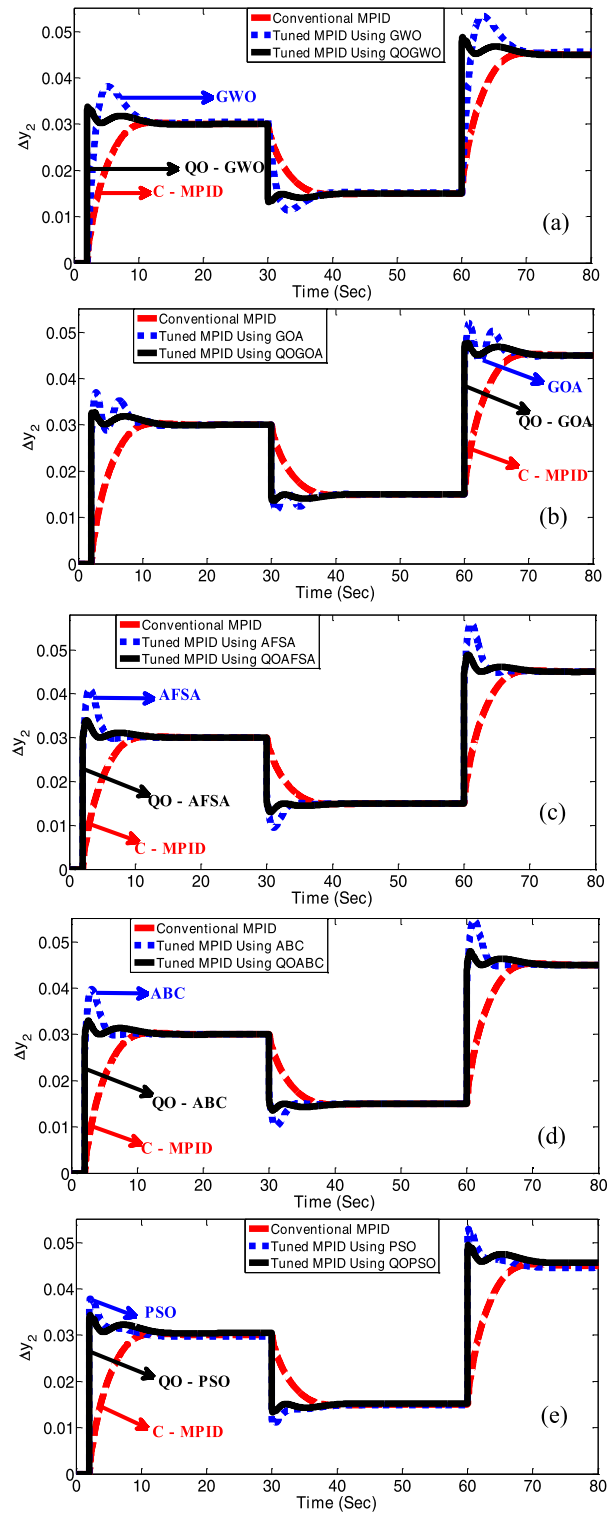 Conventional MPID
Tuned MPID Using GWO
Tuned MPID Using QOGWO
0.05
0.04
0.03
0.02
0.01
0
Δy2
GWO
QO - GWO
C - MPID
(a)
0 10 20 30 40 50 60 70 80
Time (Sec)
Conventional MPID
Tuned MPID Using GOA
Tuned MPID Using QOGOA
0.05
0.04
0.03
0.02
0.01
0
Δy2
GOA
QO - GOA
C - MPID
(b)
0 10 20 30 40 50 60 70 80
Time (Sec)
Conventional MPID
Tuned MPID Using AFSA
Tuned MPID Using QOAFSA
0.05
0.04
0.03
0.02
0.01
0
Δy2
AFSA
QO - AFSA
C - MPID
(c)
0 10 20 30 40 50 60 70 80
Time (Sec)
Conventional MPID
Tuned MPID Using ABC
Tuned MPID Using QOABC
0.05
0.04
0.03
0.02
0.01
0
Δy2
ABC
QO - ABC
C - MPID
(d)
0 10 20 30 40 50 60 70 80
Time (Sec)
Conventional MPID
Tuned MPID Using PSO
Tuned MPID Using QOPSO
0.05
0.04
0.03
0.02
0.01
0
Δy2
PSO
QO - PSO
C - MPID
(e)
0 10 20 30 40 50 60 70 80
Time (Sec)